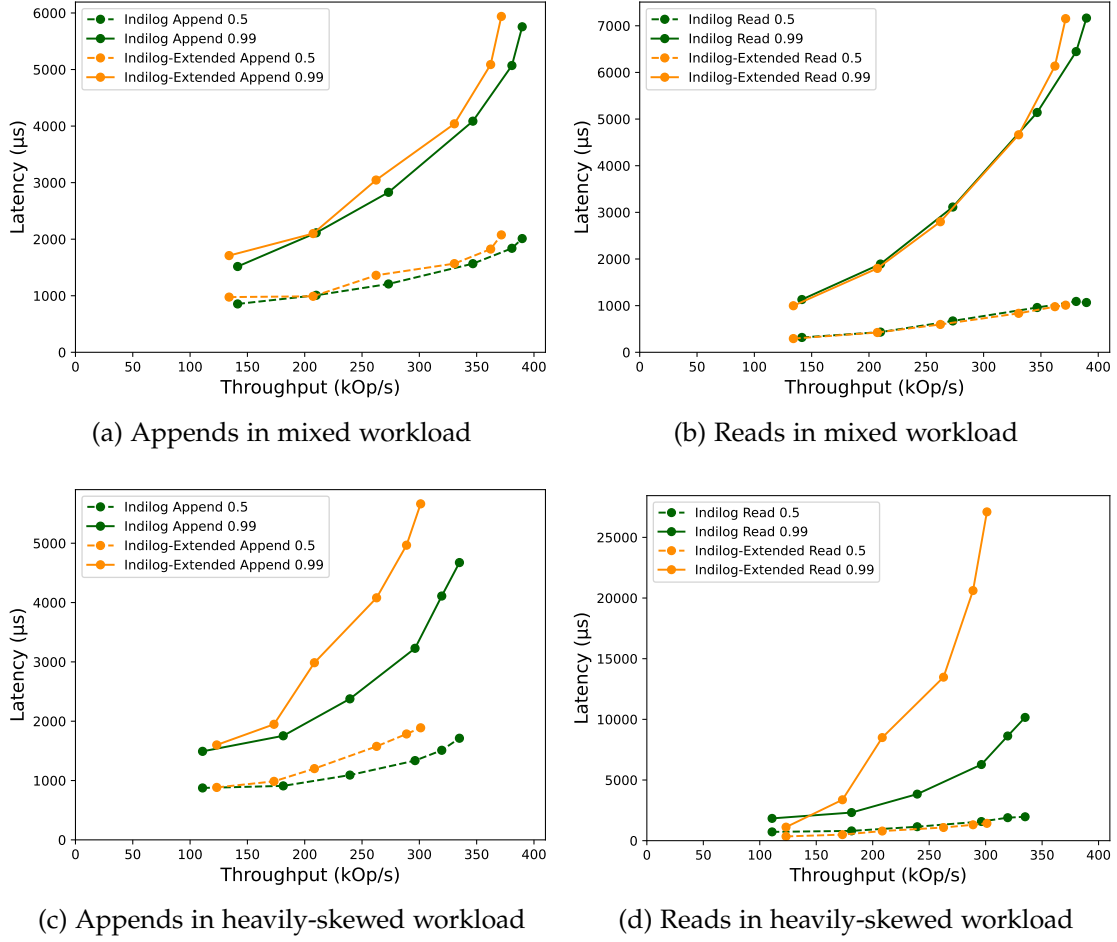 Indilog Append 0.5
Indilog Append 0.99
Indilog-Extended Append 0.5
Indilog-Extended Append 0.99
6000
5000
4000
3000
2000
1000
0
Latency (µs)
0 50 100 150 200 250 300 350 400
Throughput (kOp/s)
(a) Appends in mixed workload
Indilog Read 0.5
Indilog Read 0.99
Indilog-Extended Read 0.5
Indilog-Extended Read 0.99
7000
6000
5000
4000
3000
2000
1000
0
Latency (µs)
0 50 100 150 200 250 300 350 400
Throughput (kOp/s)
(b) Reads in mixed workload
Indilog Append 0.5
Indilog Append 0.99
Indilog-Extended Append 0.5
Indilog-Extended Append 0.99
5000
4000
3000
2000
1000
0
Latency (µs)
0 50 100 150 200 250 300 350 400
Throughput (kOp/s)
(c) Appends in heavily-skewed workload
Indilog Read 0.5
Indilog Read 0.99
Indilog-Extended Read 0.5
Indilog-Extended Read 0.99
25000
20000
15000
10000
5000
0
Latency (µs)
0 50 100 150 200 250 300 350 400
Throughput (kOp/s)
(d) Reads in heavily-skewed workload